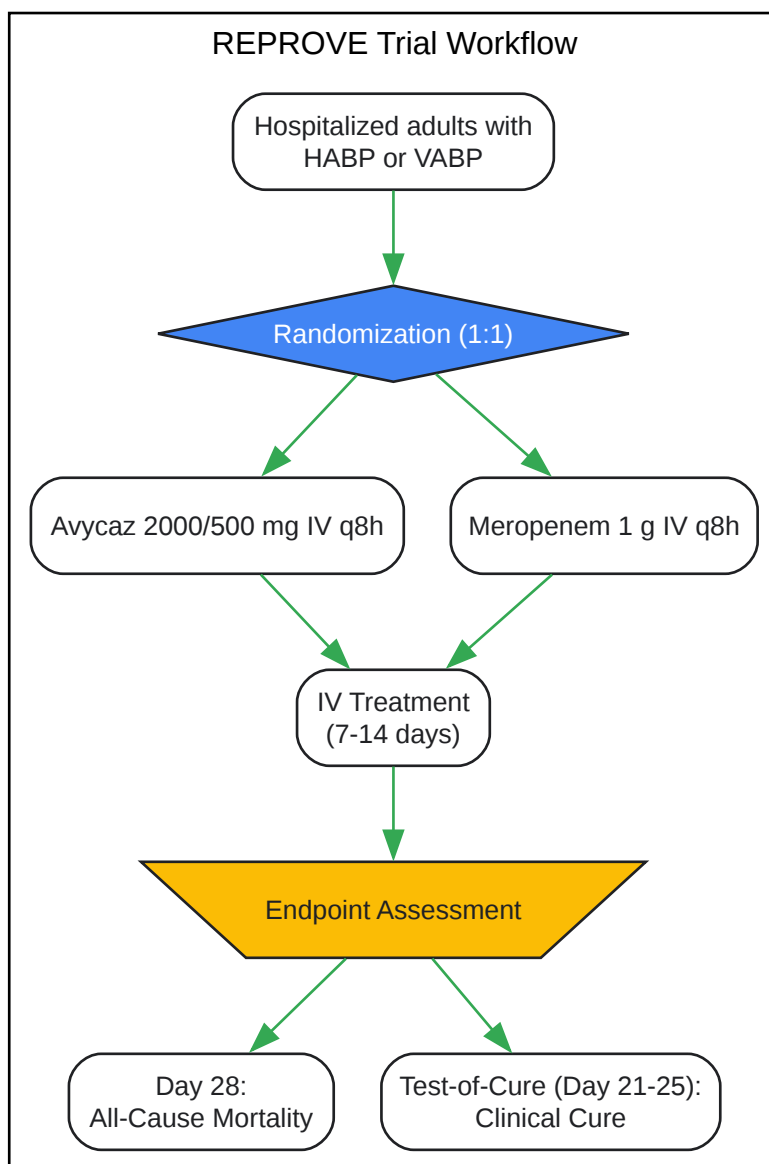 REPROVE Trial Workflow
Hospitalized adults with
HABP or VABP
Randomization (1:1)
Avycaz 2000/500 mg IV q8h
Meropenem 1 g IV q8h
IV Treatment
(7-14 days)
Endpoint Assessment
Day 28:
All-Cause Mortality
Test-of-Cure (Day 21-25):
Clinical Cure